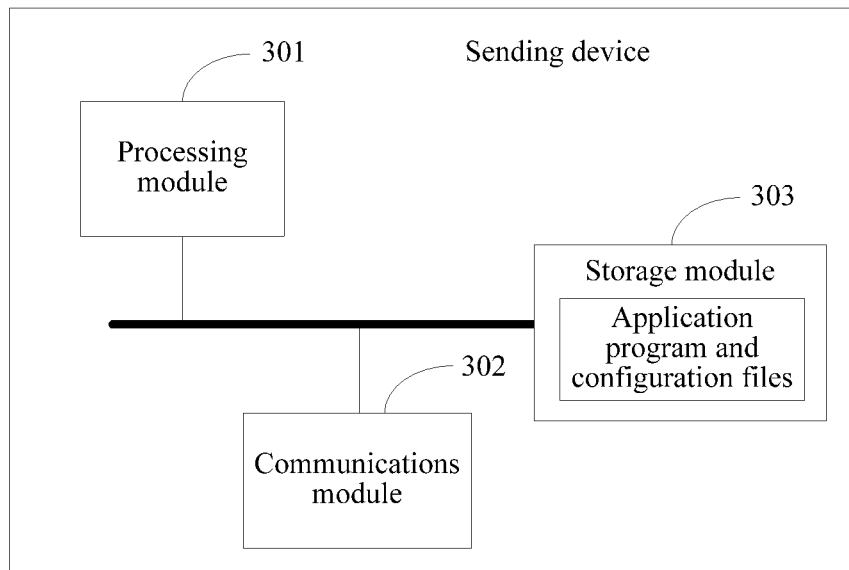 301
Sending device
Processing
module
303
Storage module
Application
program and
configuration files
302
Communications
module